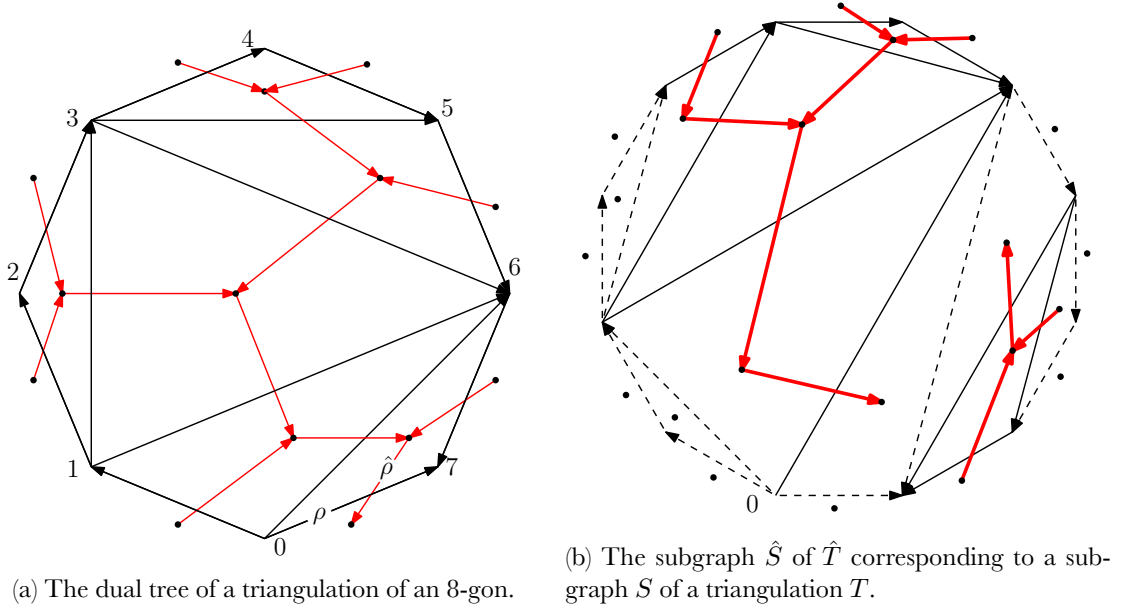 4
3
5
2
6
1
7
ρ̂
ρ
0
0
(a) The dual tree of a triangulation of an 8-gon.
(b) The subgraph Ŝ of T̂ corresponding to a sub-
graph S of a triangulation T.